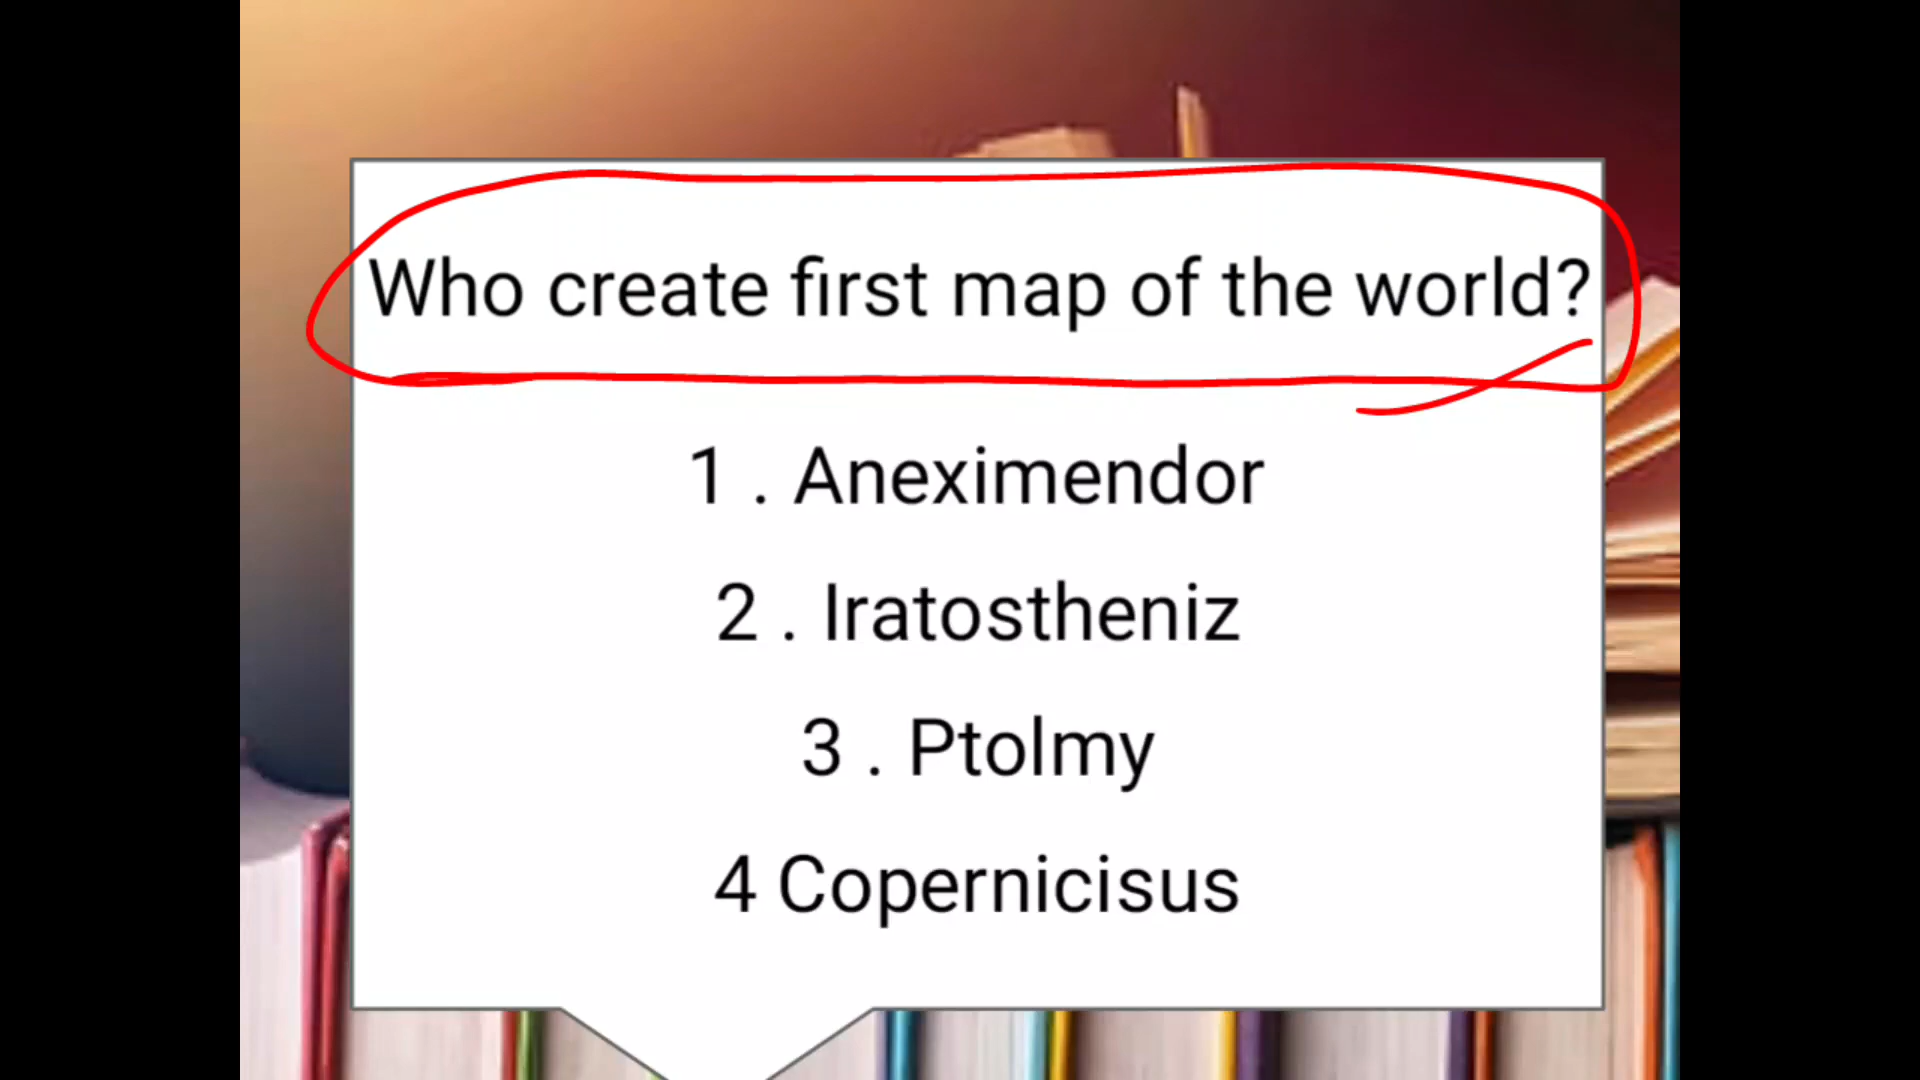 Who create first map of the world?
1 . Aneximendor
2 . Iratostheniz
3 . Ptolmy
4 Copernicisus